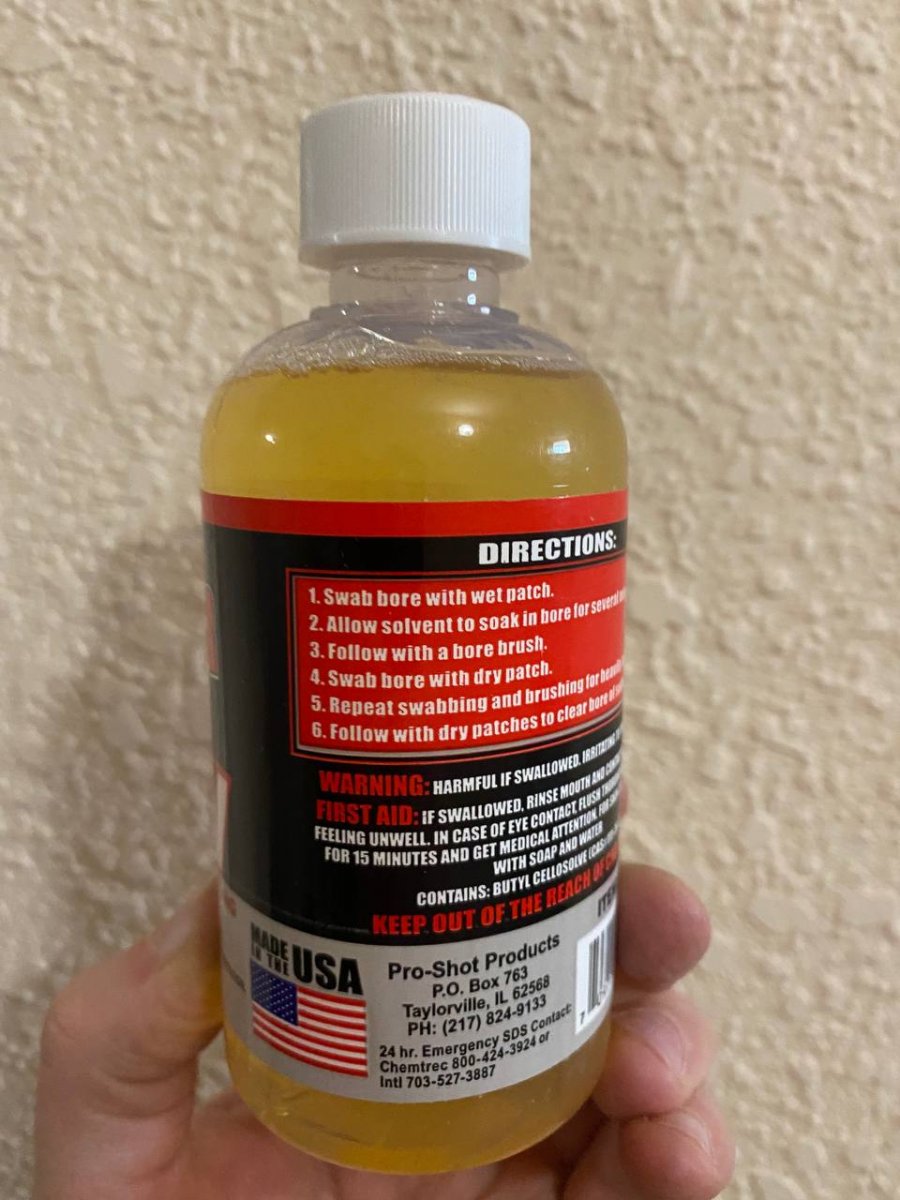 DIRECTIONS:
1. Swab bore with wet patch.
2. Allow solvent to soak in bore for several
3. Follow with a bore brush.
4. Swab bore with dry patch.
5. Repeat swabbing and brushing for
6. Follow with dry patches to clear bore of
WARNING: HARMFUL IF SWALLOWED. IRRITATING
FIRST AID: IF SWALLOWED, RINSE MOUTH AND
FEELING UNWELL. IN CASE OF EYE CONTACT, FLUSH
FOR 15 MINUTES AND GET MEDICAL ATTENTION. FOR
WITH SOAP AND WATER
CONTAINS: BUTYL CELLOSOLVE (CAS:
KEEP OUT OF THE REACH OF
MADE
IN THE
USA
Pro-Shot Products
P.O. Box 763
Taylorville, IL 62568
PH: (217) 824-9133
24 hr. Emergency SDS Contact:
Chemtrec 800-424-3924 or
Intl 703-527-3887
7